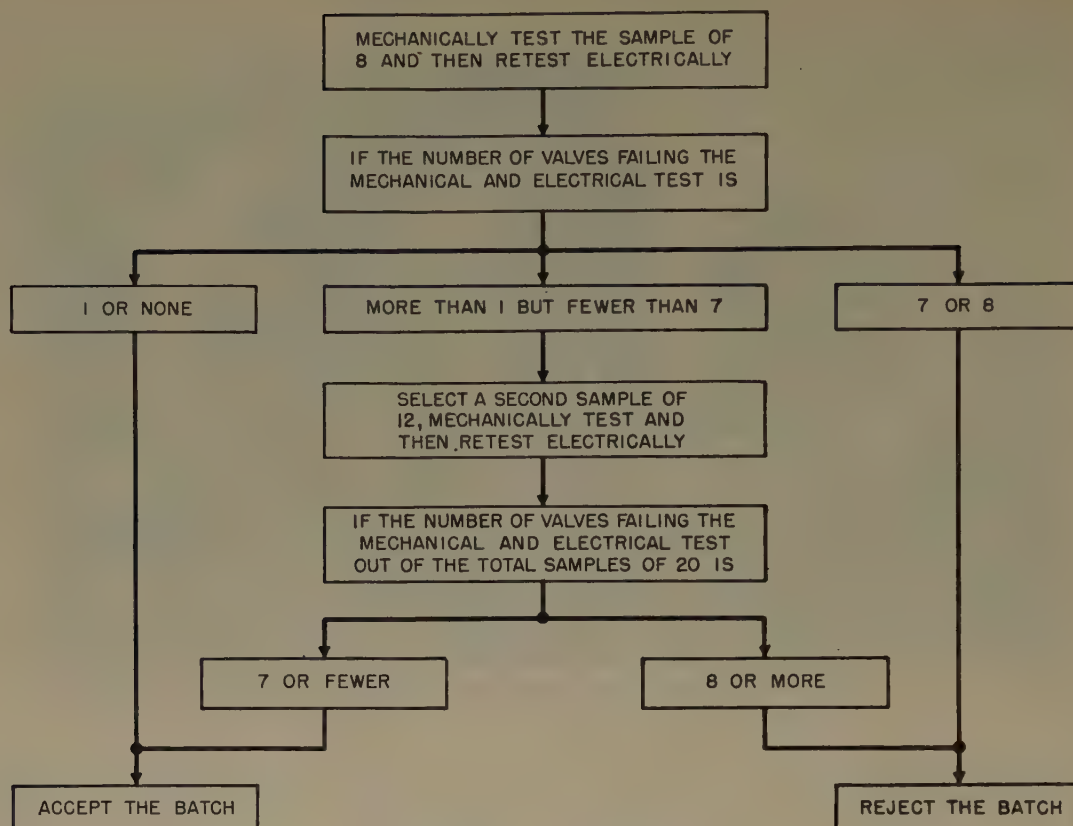 MECHANICALLY TEST THE SAMPLE OF
8 AND THEN RETEST ELECTRICALLY
IF THE NUMBER OF VALVES FAILING THE
MECHANICAL AND ELECTRICAL TEST IS
1 OR NONE
MORE THAN 1 BUT FEWER THAN 7
7 OR 8
SELECT A SECOND SAMPLE OF
12, MECHANICALLY TEST AND
THEN RETEST ELECTRICALLY
IF THE NUMBER OF VALVES FAILING THE
MECHANICAL AND ELECTRICAL TEST
OUT OF THE TOTAL SAMPLES OF 20 IS
7 OR FEWER
8 OR MORE
ACCEPT THE BATCH
REJECT THE BATCH